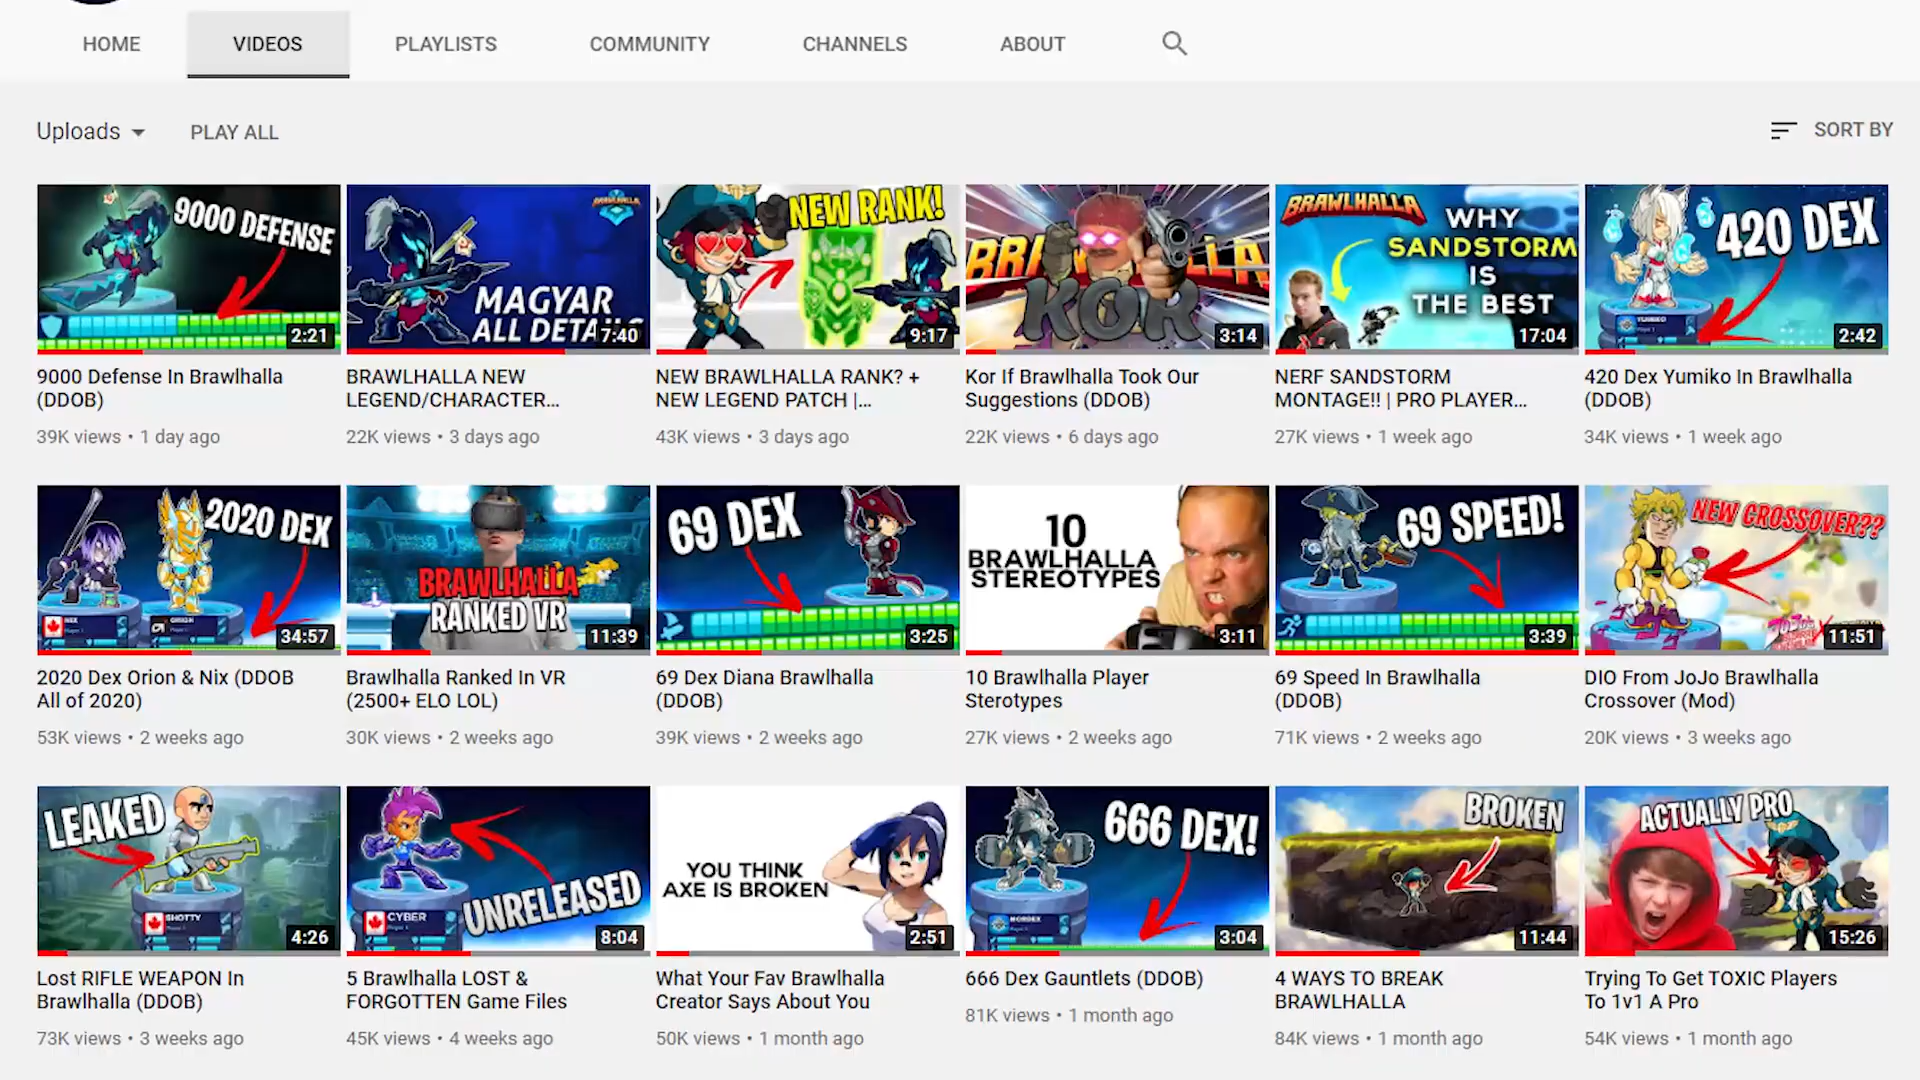 HOME
VIDEOS
PLAYLISTS
COMMUNITY
CHANNELS
ABOUT
Uploads
PLAY ALL
SORT BY
9000 DEFENSE
2:21
9000 Defense In Brawlhalla
(DDOB)
39K views • 1 day ago
BRAWLHALLA
MAGYAR
ALL DETA
7:40
BRAWLHALLA NEW
LEGEND/CHARACTER...
22K views • 3 days ago
NEW RANK!
9:17
NEW BRAWLHALLA RANK? +
NEW LEGEND PATCH |...
43K views • 3 days ago
KOR
3:14
Kor If Brawlhalla Took Our
Suggestions (DDOB)
22K views • 6 days ago
BRAWLHALLA
WHY
SANDSTORM
IS
THE BEST
17:04
NERF SANDSTORM
MONTAGE!! | PRO PLAYER...
27K views • 1 week ago
420 DEX
YUMIKO
2:42
420 Dex Yumiko In Brawlhalla
(DDOB)
34K views • 1 week ago
2020 DEX
NIX
ORION
34:57
2020 Dex Orion & Nix (DDOB
All of 2020)
53K views • 2 weeks ago
BRAWLHALLA
RANKED VR
11:39
Brawlhalla Ranked In VR
(2500+ ELO LOL)
30K views • 2 weeks ago
69 DEX
3:25
69 Dex Diana Brawlhalla
(DDOB)
39K views • 2 weeks ago
10
BRAWLHALLA
STEREOTYPES
3:11
10 Brawlhalla Player
Sterotypes
27K views • 2 weeks ago
69 SPEED!
3:39
69 Speed In Brawlhalla
(DDOB)
71K views • 2 weeks ago
NEW CROSSOVER??
11:51
DIO From JoJo Brawlhalla
Crossover (Mod)
20K views • 3 weeks ago
LEAKED
SHOTTY
4:26
Lost RIFLE WEAPON In
Brawlhalla (DDOB)
73K views • 3 weeks ago
CYBER
UNRELEASED
8:04
5 Brawlhalla LOST &
FORGOTTEN Game Files
45K views • 4 weeks ago
YOU THINK
AXE IS BROKEN
2:51
What Your Fav Brawlhalla
Creator Says About You
50K views • 1 month ago
666 DEX!
MORDEX
3:04
666 Dex Gauntlets (DDOB)
81K views • 1 month ago
BROKEN
11:44
4 WAYS TO BREAK
BRAWLHALLA
84K views • 1 month ago
ACTUALLY PRO
15:26
Trying To Get TOXIC Players
To 1v1 A Pro
54K views • 1 month ago